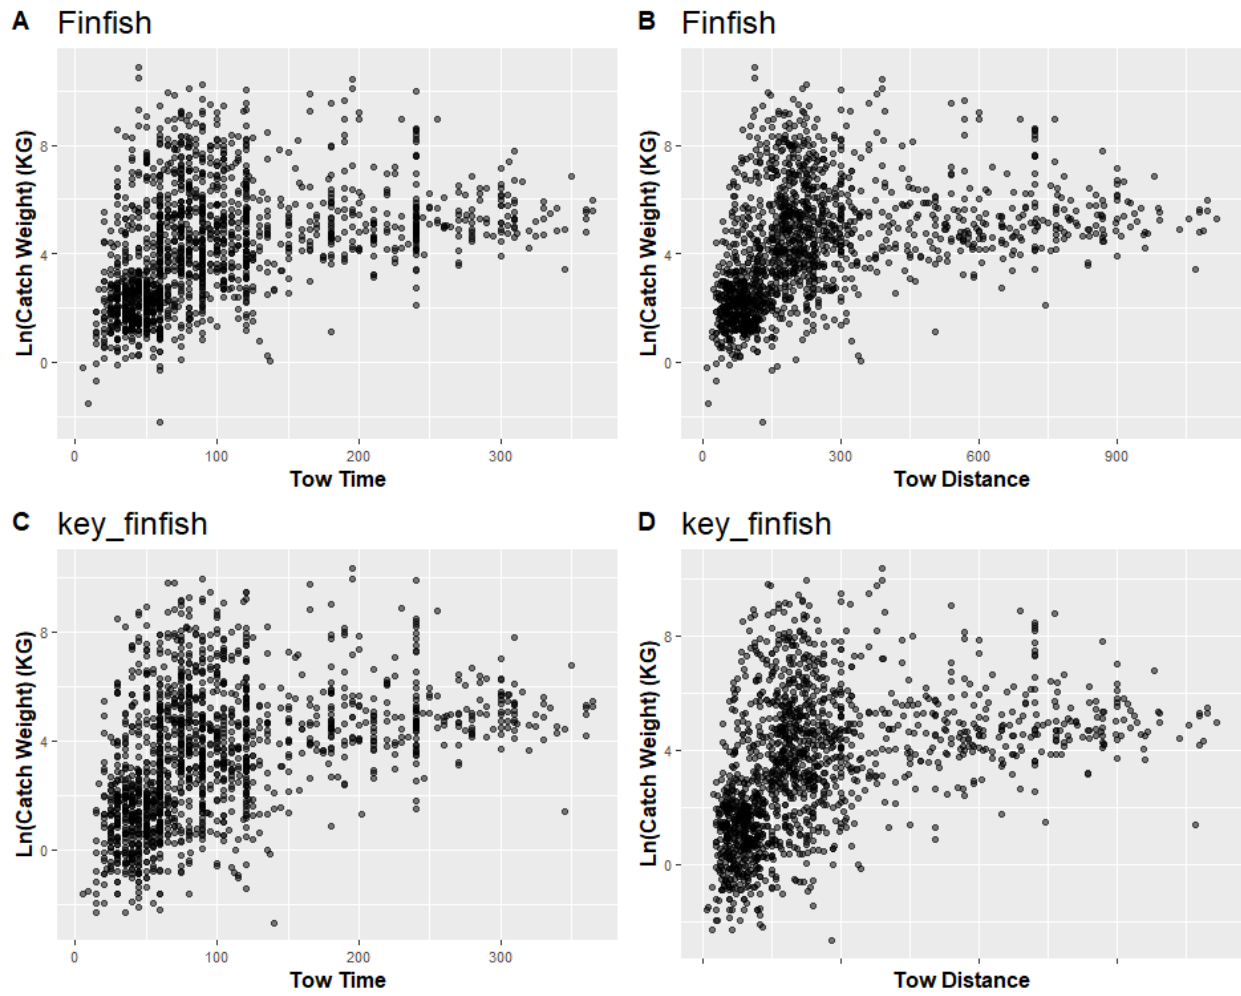 A Finfish
Ln(Catch Weight) (KG)
8
4
0
0 100 200 300
Tow Time
B Finfish
Ln(Catch Weight) (KG)
8
4
0
0 300 600 900
Tow Distance
C key_finfish
Ln(Catch Weight) (KG)
8
4
0
0 100 200 300
Tow Time
D key_finfish
Ln(Catch Weight) (KG)
8
4
0
Tow Distance